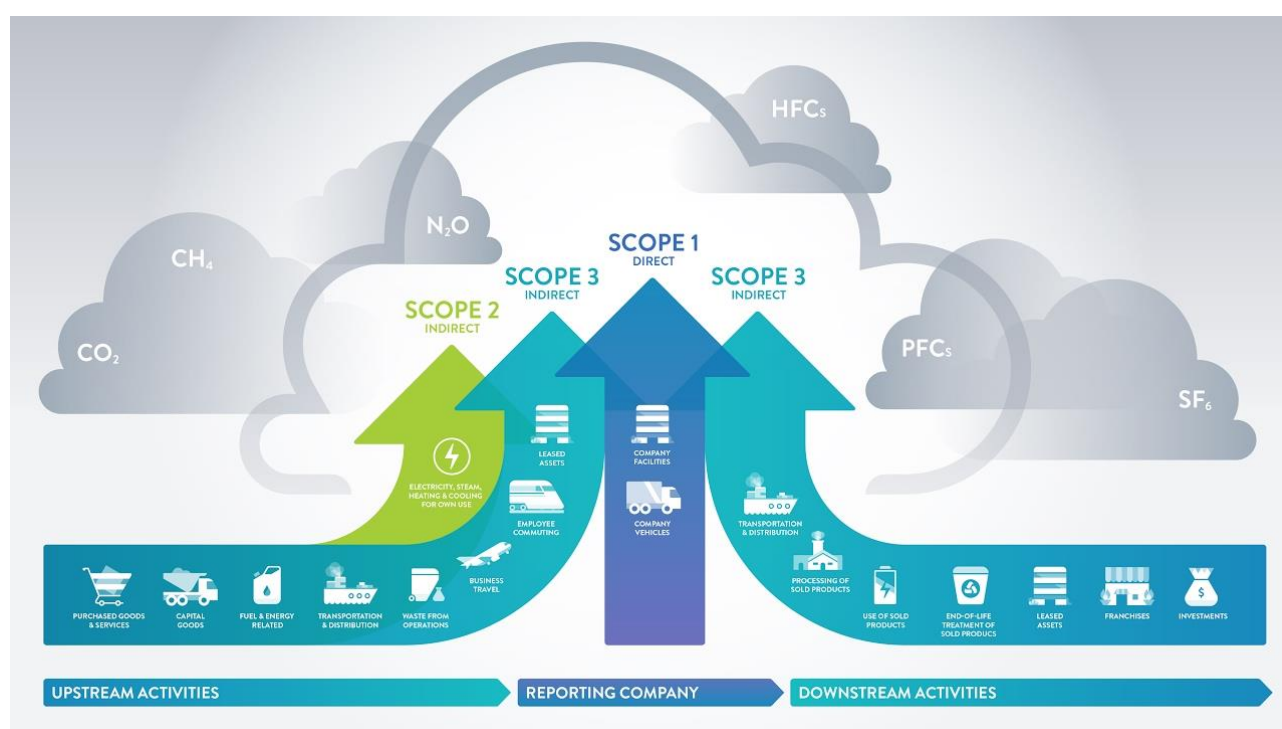 HFCs
N₂O
CH₄
CO₂
PFCs
SF₆
SCOPE 1
DIRECT
SCOPE 3
INDIRECT
SCOPE 3
INDIRECT
SCOPE 2
INDIRECT
ELECTRICITY, STEAM,
HEATING & COOLING
FOR OWN USE
LEASED
ASSETS
EMPLOYEE
COMMUTING
BUSINESS
TRAVEL
COMPANY
FACILITIES
COMPANY
VEHICLES
PURCHASED GOODS
& SERVICES
CAPITAL
GOODS
FUEL & ENERGY
RELATED
TRANSPORTATION
& DISTRIBUTION
WASTE FROM
OPERATIONS
TRANSPORTATION
& DISTRIBUTION
PROCESSING OF
SOLD PRODUCTS
USE OF SOLD
PRODUCTS
END-OF-LIFE
TREATMENT OF
SOLD PRODUCS
LEASED
ASSETS
FRANCHISES
$
INVESTMENTS
UPSTREAM ACTIVITIES
REPORTING COMPANY
DOWNSTREAM ACTIVITIES